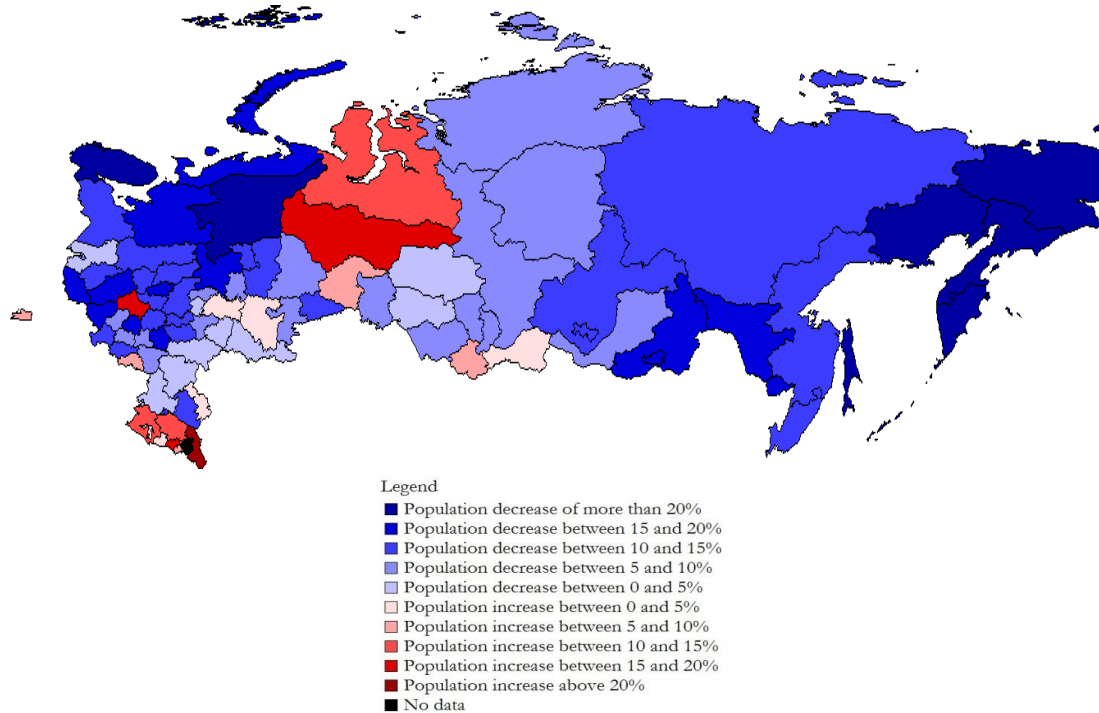 Legend
Population decrease of more than 20%
Population decrease between 15 and 20%
Population decrease between 10 and 15%
Population decrease between 5 and 10%
Population decrease between 0 and 5%
Population increase between 0 and 5%
Population increase between 5 and 10%
Population increase between 10 and 15%
Population increase between 15 and 20%
Population increase above 20%
No data